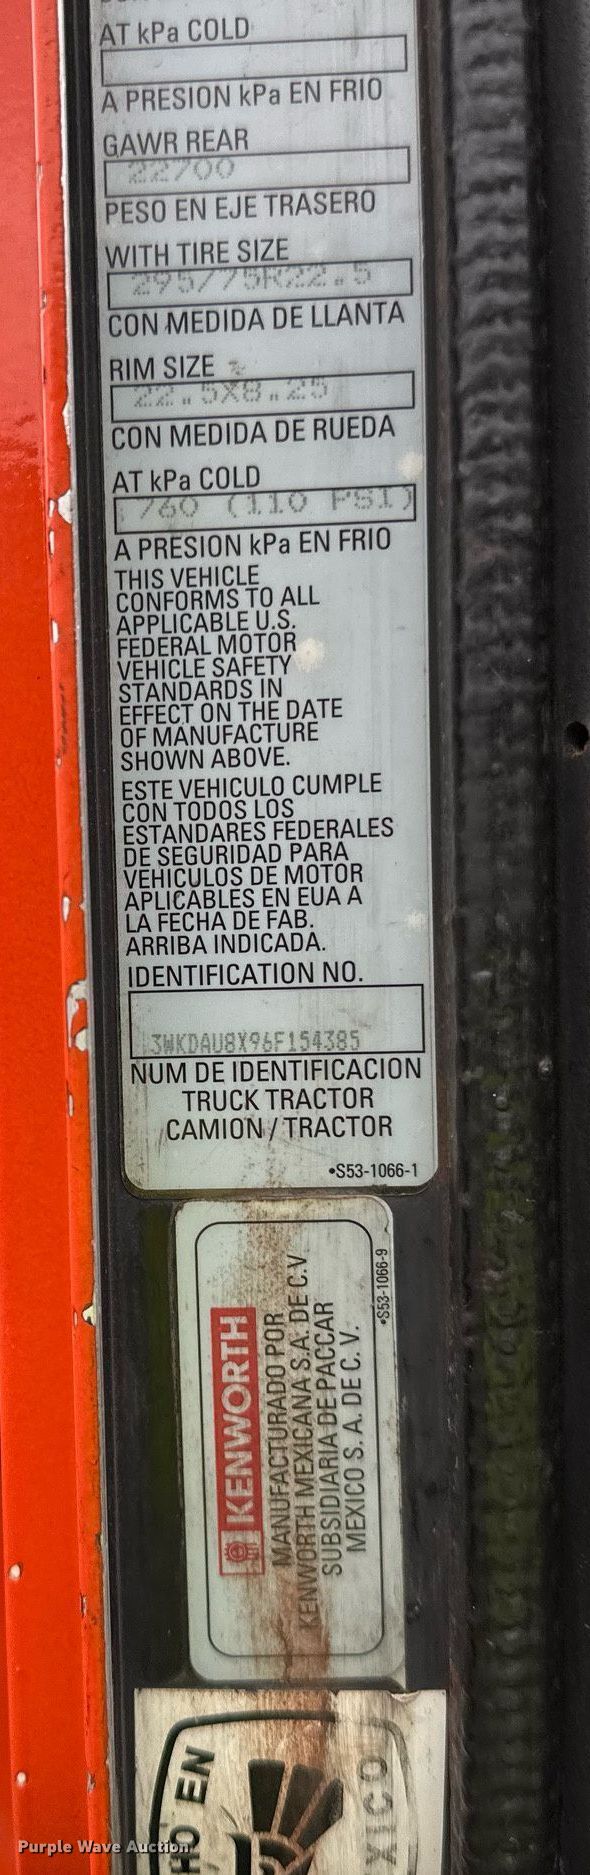 AT kPa COLD
A PRESION kPa EN FRIO
GAWR REAR
22700
PESO EN EJE TRASERO
WITH TIRE SIZE
295/75R22.5
CON MEDIDA DE LLANTA
RIM SIZE
22.5X8.25
CON MEDIDA DE RUEDA
AT kPa COLD
760 (110 PSI)
A PRESION kPa EN FRIO
THIS VEHICLE
CONFORMS TO ALL
APPLICABLE U.S.
FEDERAL MOTOR
VEHICLE SAFETY
STANDARDS IN
EFFECT ON THE DATE
OF MANUFACTURE
SHOWN ABOVE.
ESTE VEHICULO CUMPLE
CON TODOS LOS
ESTANDARES FEDERALES
DE SEGURIDAD PARA
VEHICULOS DE MOTOR
APLICABLES EN EUA A
LA FECHA DE FAB.
ARRIBA INDICADA.
IDENTIFICATION NO.
3WKDAU8X96F154385
NUM DE IDENTIFICACION
TRUCK TRACTOR
CAMION / TRACTOR
•S53-1066-1
KENWORTH
MANUFACTURADO POR
KENWORTH MEXICANA S.A. DE C.V
SUBSIDIARIA DE PACCAR
MEXICO S. A. DE C. V.
•S53-1066-9
HO EN
XICO
Purple Wave Auction